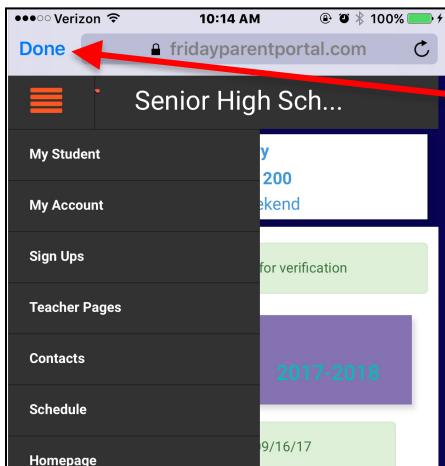 Verizon 10:14 AM 100%
Done fridayparentportal.com
Senior High Sch...
My Student
y
200
My Account
ekend
Sign Ups
for verification
Teacher Pages
Contacts
2017-2018
Schedule
09/16/17
Homepage